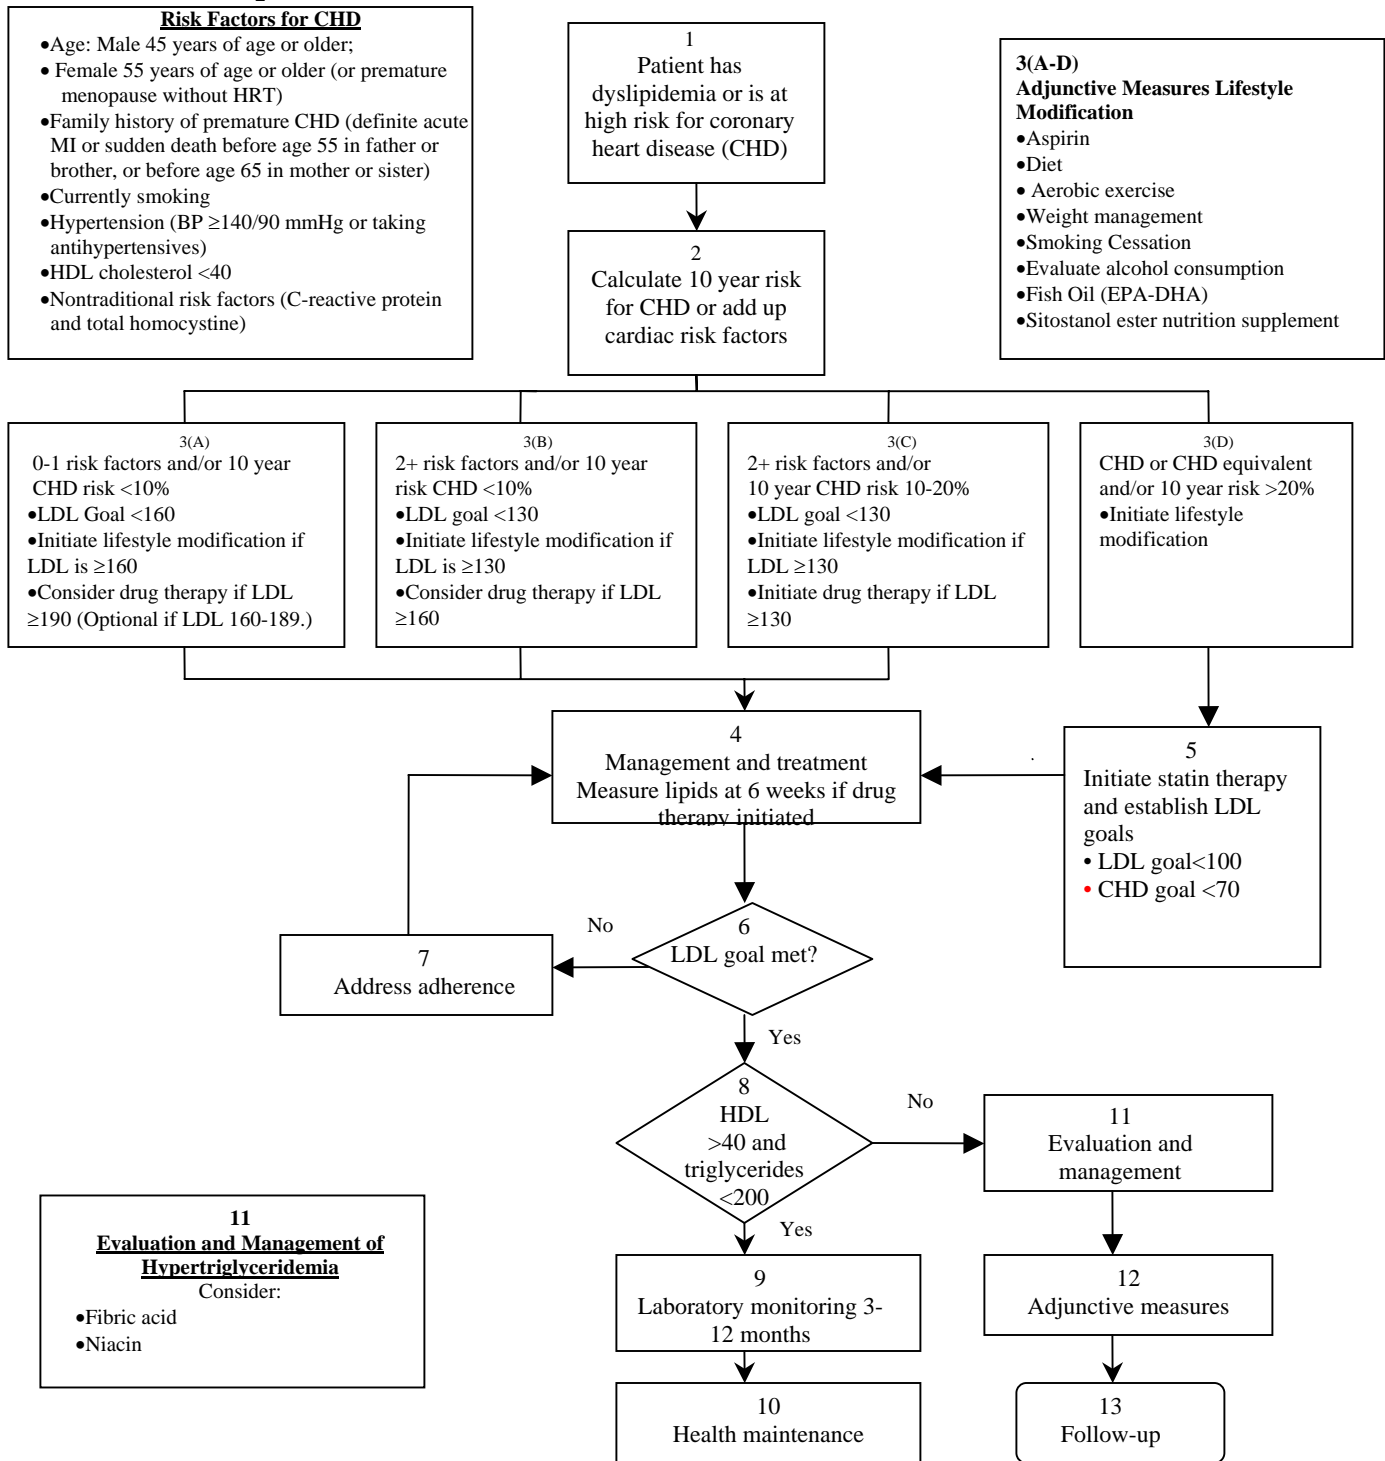 Risk Factors for CHD
•Age: Male 45 years of age or older;
• Female 55 years of age or older (or premature
menopause without HRT)
•Family history of premature CHD (definite acute
MI or sudden death before age 55 in father or
brother, or before age 65 in mother or sister)
•Currently smoking
•Hypertension (BP ≥140/90 mmHg or taking
antihypertensives)
•HDL cholesterol <40
•Nontraditional risk factors (C-reactive protein
and total homocystine)
1
Patient has
dyslipidemia or is at
high risk for coronary
heart disease (CHD)
3(A-D)
Adjunctive Measures Lifestyle
Modification
•Aspirin
•Diet
• Aerobic exercise
•Weight management
•Smoking Cessation
•Evaluate alcohol consumption
•Fish Oil (EPA-DHA)
•Sitostanol ester nutrition supplement
2
Calculate 10 year risk
for CHD or add up
cardiac risk factors
3(A)
0-1 risk factors and/or 10 year
CHD risk <10%
•LDL Goal <160
•Initiate lifestyle modification if
LDL is ≥160
•Consider drug therapy if LDL
≥190 (Optional if LDL 160-189.)
3(B)
2+ risk factors and/or 10 year
risk CHD <10%
•LDL goal <130
•Initiate lifestyle modification if
LDL is ≥130
•Consider drug therapy if LDL
≥160
3(C)
2+ risk factors and/or
10 year CHD risk 10-20%
•LDL goal <130
•Initiate lifestyle modification if
LDL ≥130
•Initiate drug therapy if LDL
≥130
3(D)
CHD or CHD equivalent
and/or 10 year risk >20%
•Initiate lifestyle
modification
4
Management and treatment
Measure lipids at 6 weeks if drug
therapy initiated
5
Initiate statin therapy
and establish LDL
goals
• LDL goal<100
• CHD goal <70
6
LDL goal met?
No
7
Address adherence
Yes
8
HDL
>40 and
triglycerides
<200
No
11
Evaluation and
management
Yes
11
Evaluation and Management of
Hypertriglyceridemia
Consider:
•Fibric acid
•Niacin
9
Laboratory monitoring 3-
12 months
12
Adjunctive measures
10
Health maintenance
13
Follow-up